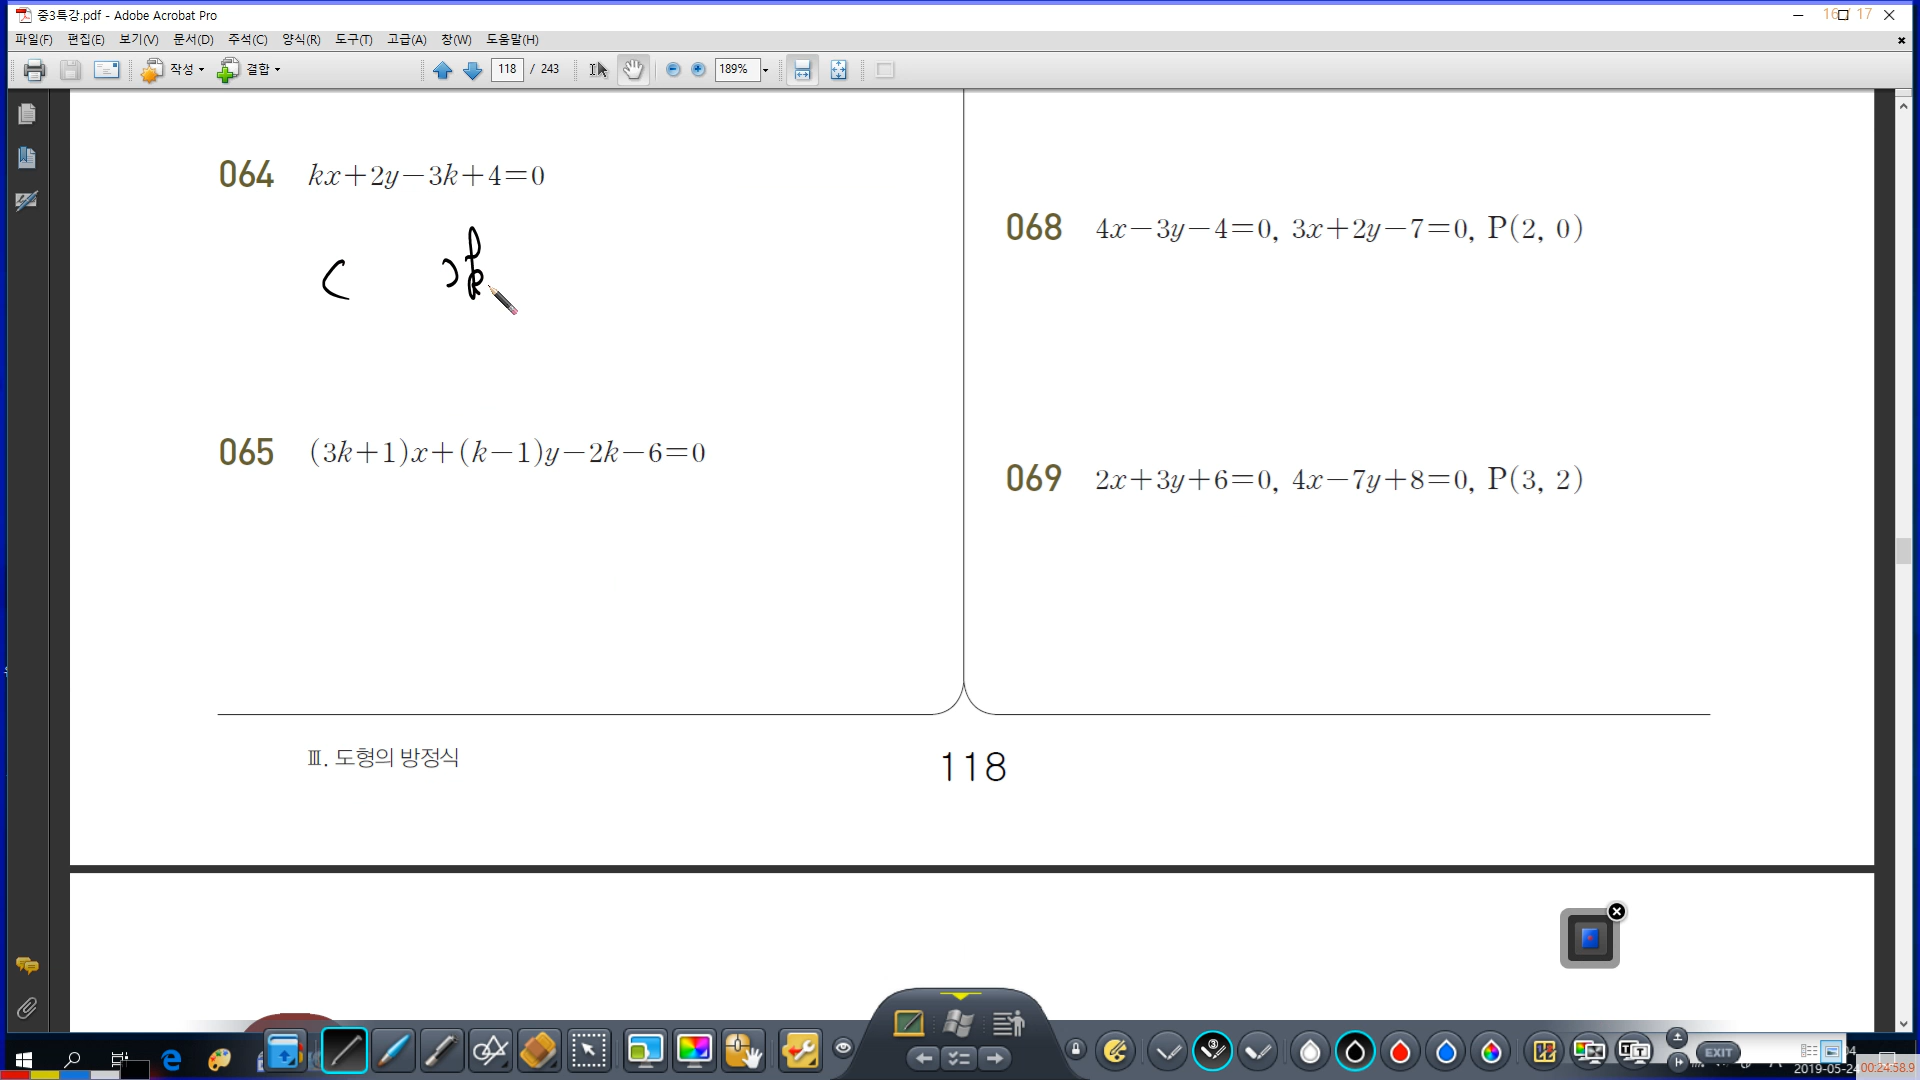 중3특강.pdf - Adobe Acrobat Pro
16 / 17
파일(F) 편집(E) 보기(V) 문서(D) 주석(C) 양식(R) 도구(T) 고급(A) 창(W) 도움말(H)
작성 결합 118 / 243 189%
064 kx+2y-3k+4=0
( )k
065 (3k+1)x+(k-1)y-2k-6=0
Ⅲ. 도형의 방정식
068 4x-3y-4=0, 3x+2y-7=0, P(2, 0)
069 2x+3y+6=0, 4x-7y+8=0, P(3, 2)
118
EXIT
2019-05-24
00:24:58.9